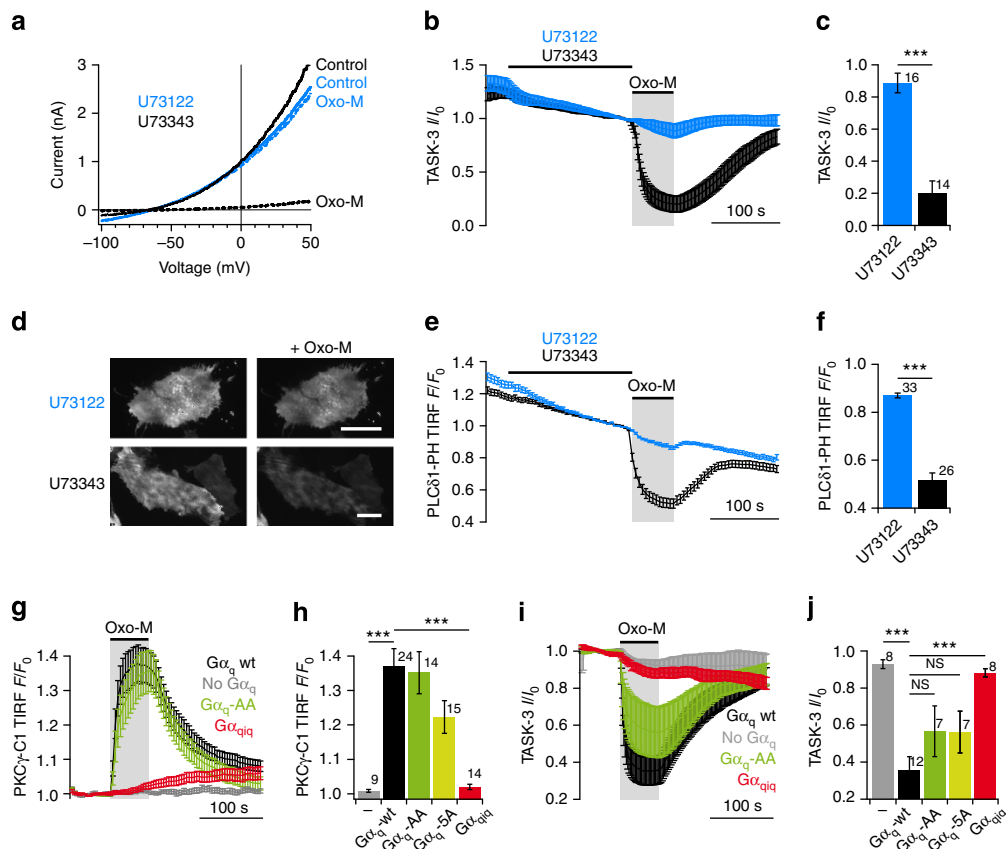 a
3
2
1
0
Current (nA)
U73122
U73343
Control
Control
Oxo-M
Oxo-M
−100
−50
0
50
Voltage (mV)
b
U73122
U73343
Oxo-M
1.5
1.0
0.5
0.0
TASK-3 I/I0
100 s
c
***
16
14
1.0
0.8
0.6
0.4
0.2
0.0
TASK-3 I/I0
U73122
U73343
d
+ Oxo-M
U73122
U73343
e
U73122
U73343
Oxo-M
1.4
1.2
1.0
0.8
0.6
0.4
PLCδ1-PH TIRF F/F0
100 s
f
***
33
26
1.0
0.8
0.6
0.4
PLCδ1-PH TIRF F/F0
U73122
U73343
g
Oxo-M
1.4
1.3
1.2
1.1
1.0
PKCγ-C1 TIRF F/F0
Gαq wt
No Gαq
Gαq-AA
Gαqiq
100 s
h
***
***
24
14
15
9
14
1.4
1.3
1.2
1.1
1.0
PKCγ-C1 TIRF F/F0
–
Gαq-wt
Gαq-AA
Gαq-5A
Gαqiq
i
Oxo-M
1.0
0.8
0.6
0.4
0.2
TASK-3 I/I0
Gαq wt
No Gαq
Gαq-AA
Gαqiq
100 s
j
***
***
NS
NS
8
12
7
7
8
1.0
0.8
0.6
0.4
0.2
TASK-3 I/I0
–
Gαq-wt
Gαq-AA
Gαq-5A
Gαqiq